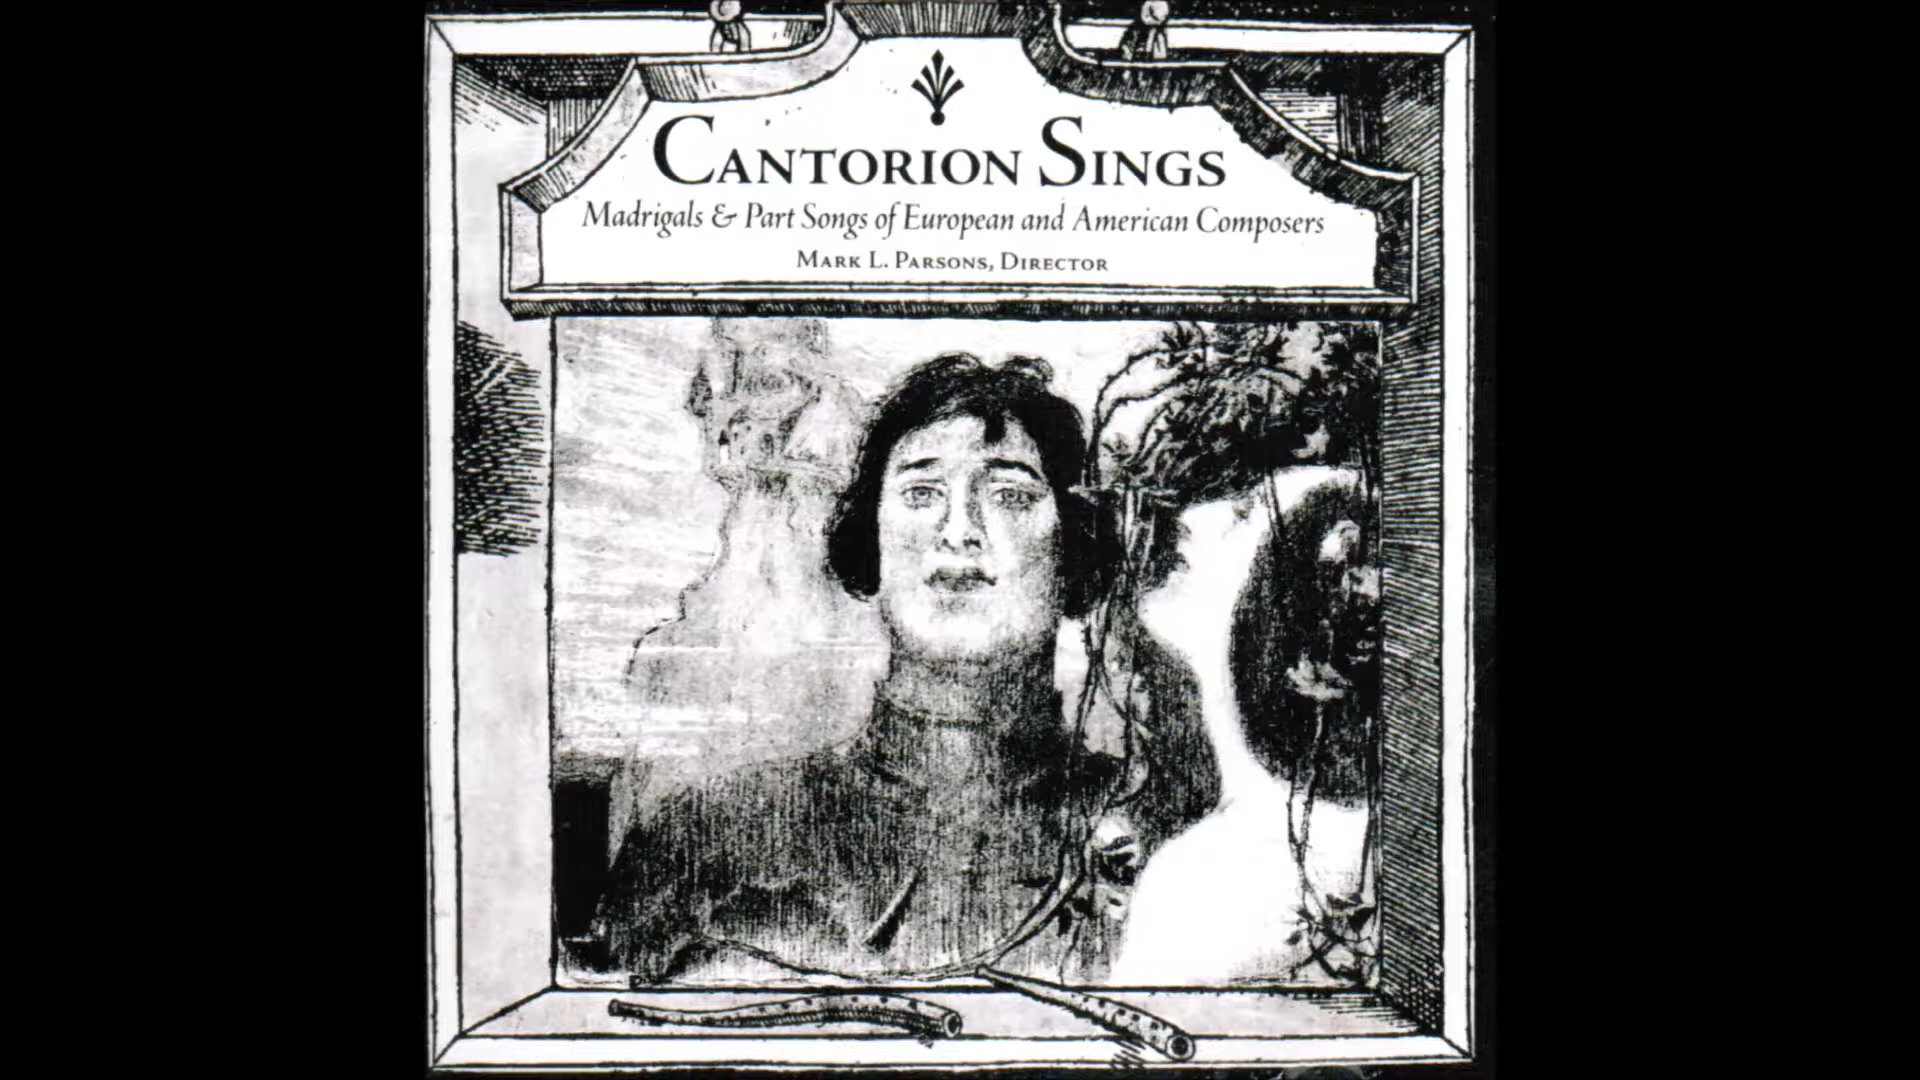 Cantorion Sings
Madrigals & Part Songs of European and American Composers
Mark L. Parsons, Director